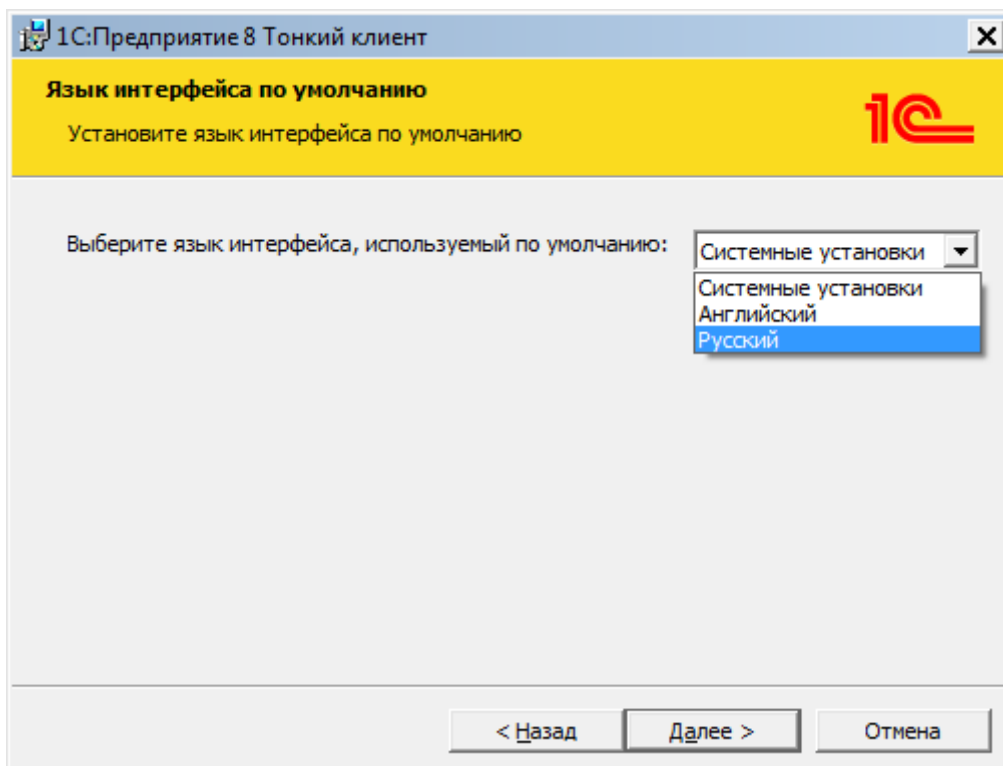 1С:Предприятие 8 Тонкий клиент
Язык интерфейса по умолчанию
Установите язык интерфейса по умолчанию
1С
Выберите язык интерфейса, используемый по умолчанию:
Системные установки
Системные установки
Английский
Русский
< Назад
Далее >
Отмена